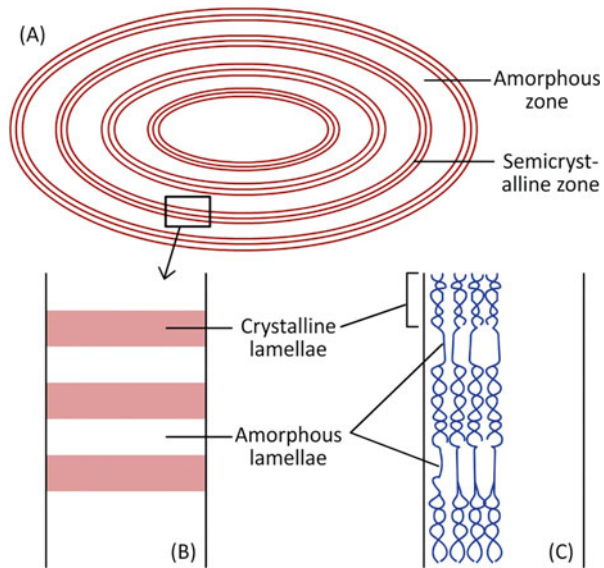 (A)
Amorphous
zone
Semicryst-
alline zone
Crystalline
lamellae
Amorphous
lamellae
(B)
(C)